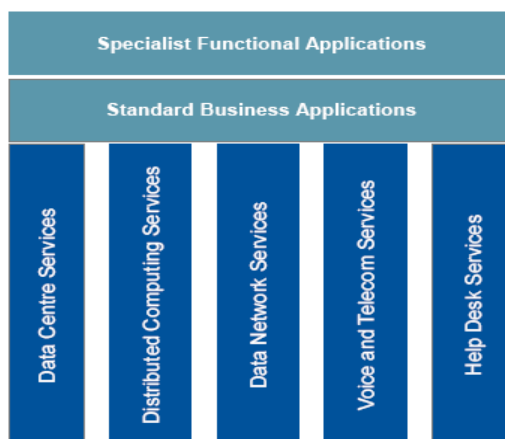 Specialist Functional Applications
Standard Business Applications
Data Centre Services
Distributed Computing Services
Data Network Services
Voice and Telecom Services
Help Desk Services